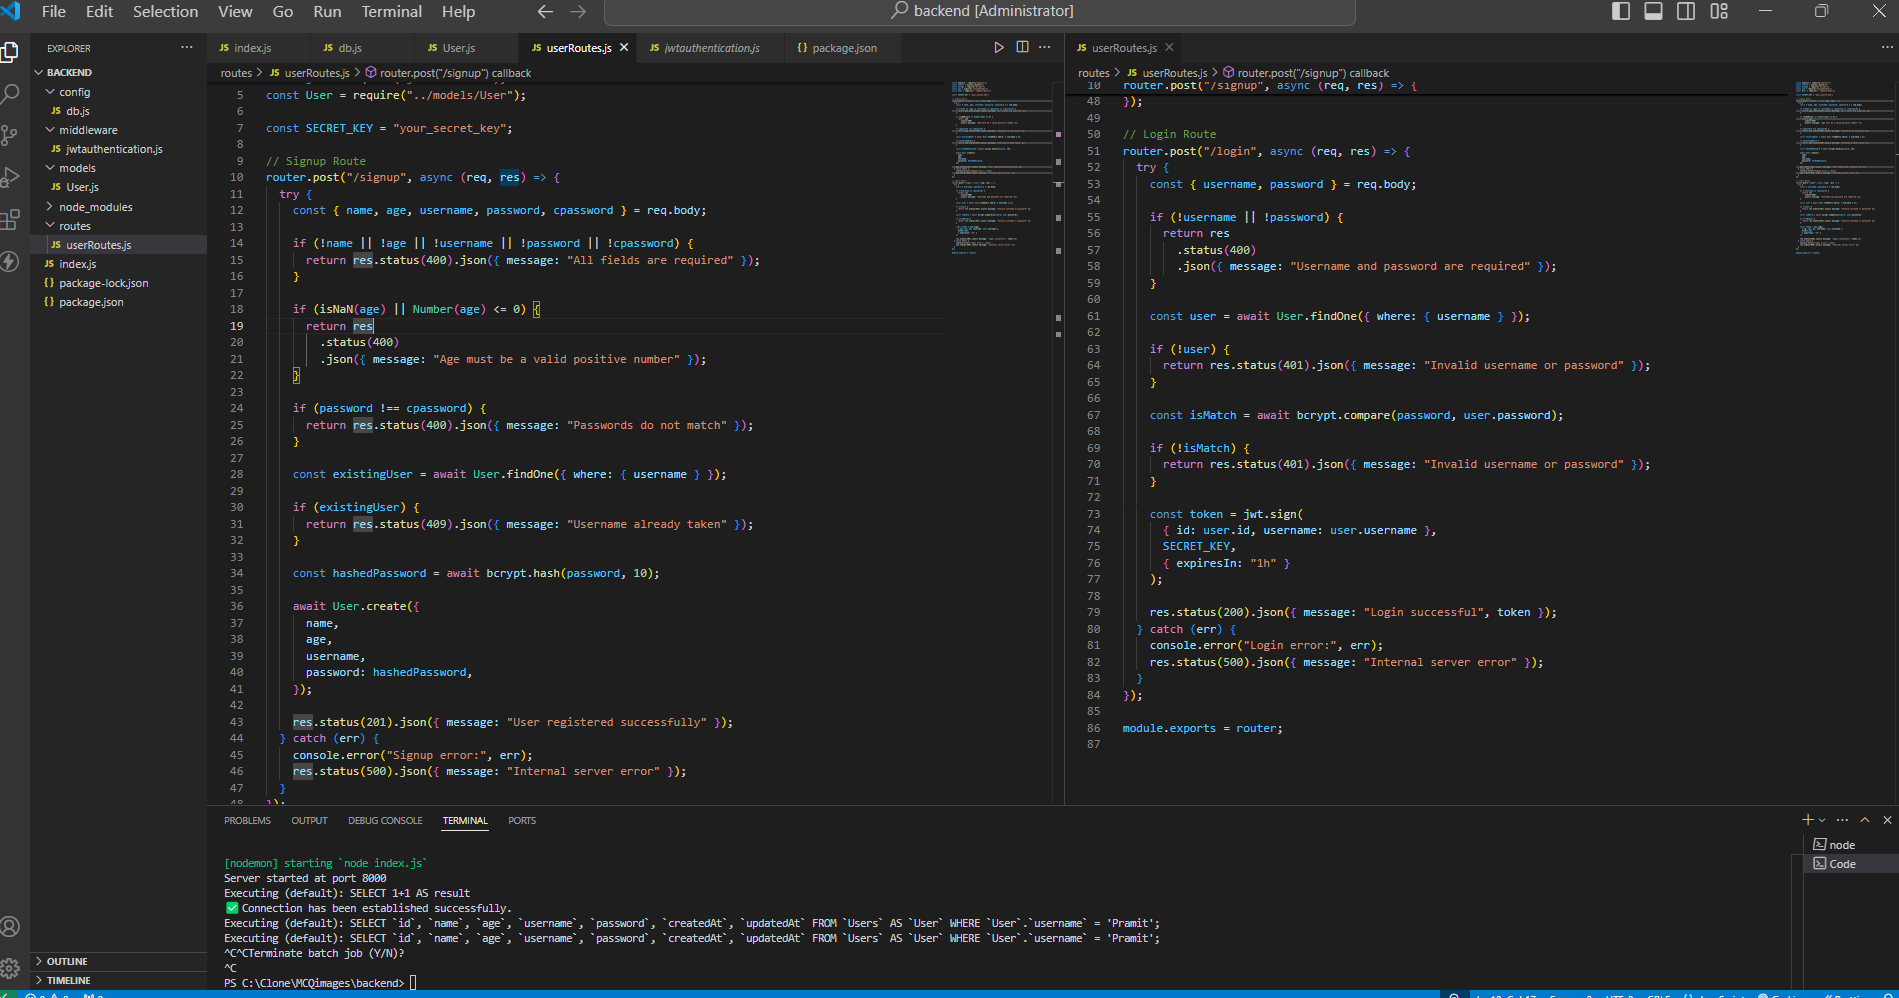 File Edit Selection View Go Run Terminal Help
backend [Administrator]
EXPLORER
BACKEND
config
JS db.js
middleware
JS jwtauthentication.js
models
JS User.js
node_modules
routes
JS userRoutes.js
JS index.js
{} package-lock.json
{} package.json
OUTLINE
TIMELINE
JS index.js JS db.js JS User.js JS userRoutes.js JS jwtauthentication.js {} package.json
routes > JS userRoutes.js > router.post("/signup") callback
5 const User = require("../models/User");
6
7 const SECRET_KEY = "your_secret_key";
8
9 // Signup Route
10 router.post("/signup", async (req, res) => {
11 try {
12 const { name, age, username, password, cpassword } = req.body;
13
14 if (!name || !age || !username || !password || !cpassword) {
15 return res.status(400).json({ message: "All fields are required" });
16 }
17
18 if (isNaN(age) || Number(age) <= 0) {
19 return res
20 .status(400)
21 .json({ message: "Age must be a valid positive number" });
22 }
23
24 if (password !== cpassword) {
25 return res.status(400).json({ message: "Passwords do not match" });
26 }
27
28 const existingUser = await User.findOne({ where: { username } });
29
30 if (existingUser) {
31 return res.status(409).json({ message: "Username already taken" });
32 }
33
34 const hashedPassword = await bcrypt.hash(password, 10);
35
36 await User.create({
37 name,
38 age,
39 username,
40 password: hashedPassword,
41 });
42
43 res.status(201).json({ message: "User registered successfully" });
44 } catch (err) {
45 console.error("Signup error:", err);
46 res.status(500).json({ message: "Internal server error" });
47 }
48 });
JS userRoutes.js
routes > JS userRoutes.js > router.post("/signup") callback
10 router.post("/signup", async (req, res) => {
48 });
49
50 // Login Route
51 router.post("/login", async (req, res) => {
52 try {
53 const { username, password } = req.body;
54
55 if (!username || !password) {
56 return res
57 .status(400)
58 .json({ message: "Username and password are required" });
59 }
60
61 const user = await User.findOne({ where: { username } });
62
63 if (!user) {
64 return res.status(401).json({ message: "Invalid username or password" });
65 }
66
67 const isMatch = await bcrypt.compare(password, user.password);
68
69 if (!isMatch) {
70 return res.status(401).json({ message: "Invalid username or password" });
71 }
72
73 const token = jwt.sign(
74 { id: user.id, username: user.username },
75 SECRET_KEY,
76 { expiresIn: "1h" }
77 );
78
79 res.status(200).json({ message: "Login successful", token });
80 } catch (err) {
81 console.error("Login error:", err);
82 res.status(500).json({ message: "Internal server error" });
83 }
84 });
85
86 module.exports = router;
87
PROBLEMS OUTPUT DEBUG CONSOLE TERMINAL PORTS
[nodemon] starting `node index.js`
Server started at port 8000
Executing (default): SELECT 1+1 AS result
✅ Connection has been established successfully.
Executing (default): SELECT `id`, `name`, `age`, `username`, `password`, `createdAt`, `updatedAt` FROM `Users` AS `User` WHERE `User`.`username` = 'Pramit';
Executing (default): SELECT `id`, `name`, `age`, `username`, `password`, `createdAt`, `updatedAt` FROM `Users` AS `User` WHERE `User`.`username` = 'Pramit';
^C^CTerminate batch job (Y/N)?
^C
PS C:\Clone\MCQimages\backend>
node
Code